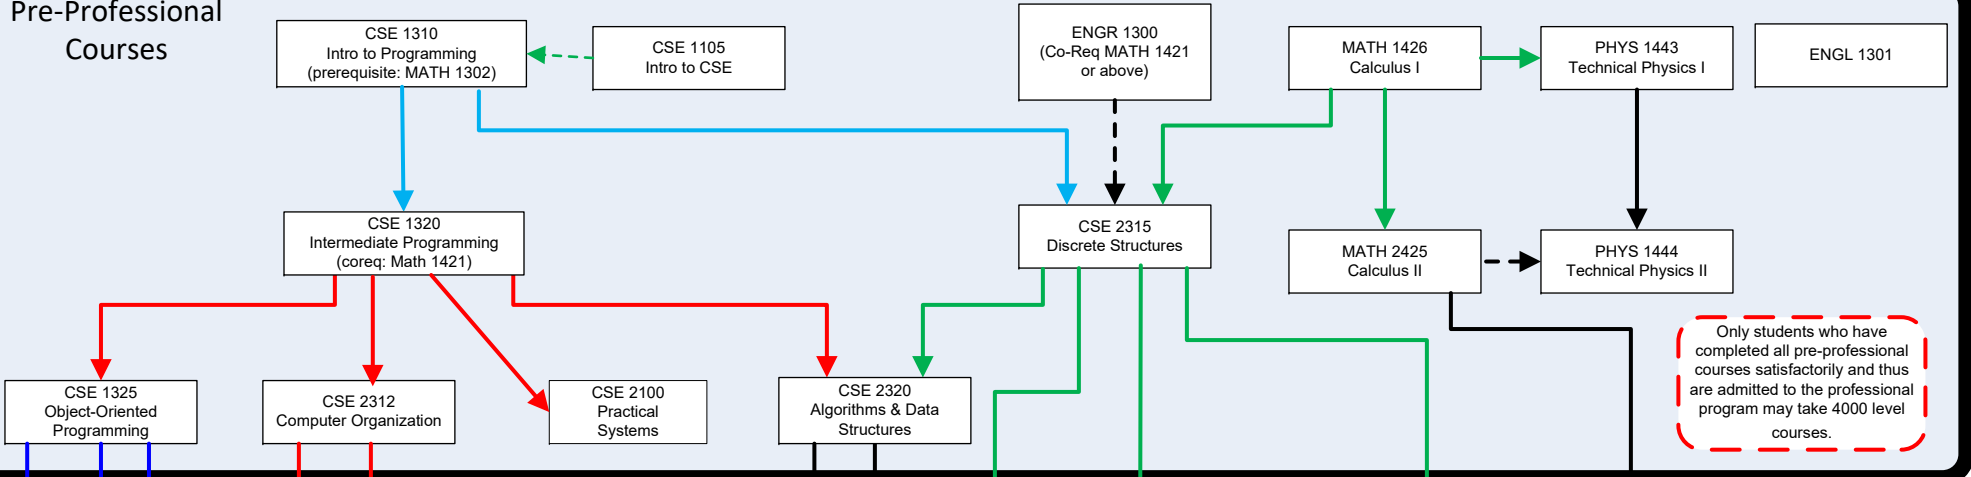 Pre-Professional
Courses
CSE 1310
Intro to Programming
(prerequisite: MATH 1302)
CSE 1105
Intro to CSE
ENGR 1300
(Co-Req MATH 1421
or above)
MATH 1426
Calculus I
PHYS 1443
Technical Physics I
ENGL 1301
CSE 1320
Intermediate Programming
(coreq: Math 1421)
CSE 2315
Discrete Structures
MATH 2425
Calculus II
PHYS 1444
Technical Physics II
CSE 1325
Object-Oriented
Programming
CSE 2312
Computer Organization
CSE 2100
Practical
Systems
CSE 2320
Algorithms & Data
Structures
Only students who have
completed all pre-professional
courses satisfactorily and thus
are admitted to the professional
program may take 4000 level
courses.